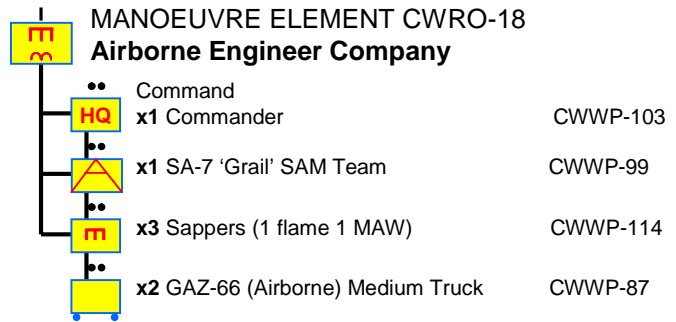 MANOEUVRE ELEMENT CWRO-18
Airborne Engineer Company
Command
HQ x1 Commander CWWP-103
x1 SA-7 ‘Grail’ SAM Team CWWP-99
x3 Sappers (1 flame 1 MAW) CWWP-114
x2 GAZ-66 (Airborne) Medium Truck CWWP-87